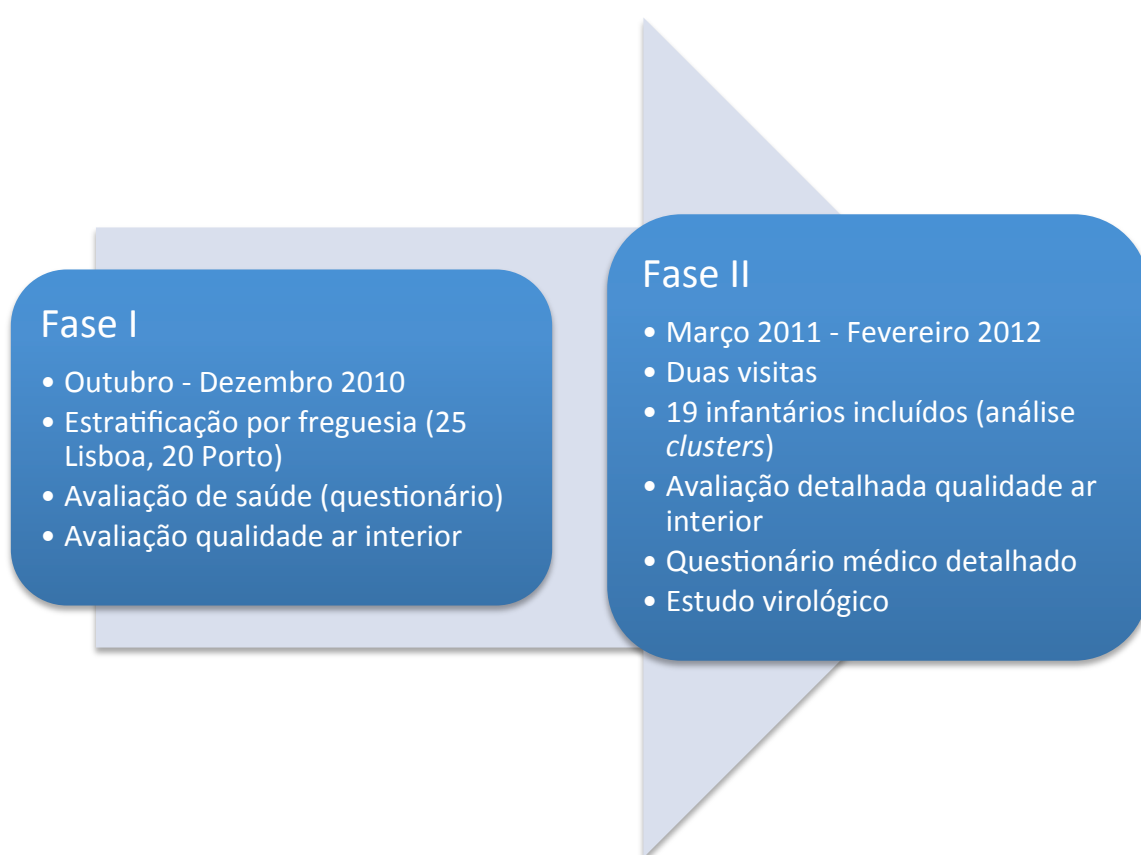 Fase I
• Outubro - Dezembro 2010
• Estratificação por freguesia (25
Lisboa, 20 Porto)
• Avaliação de saúde (questionário)
• Avaliação qualidade ar interior
Fase II
• Março 2011 - Fevereiro 2012
• Duas visitas
• 19 infantários incluídos (análise
clusters)
• Avaliação detalhada qualidade ar
interior
• Questionário médico detalhado
• Estudo virológico